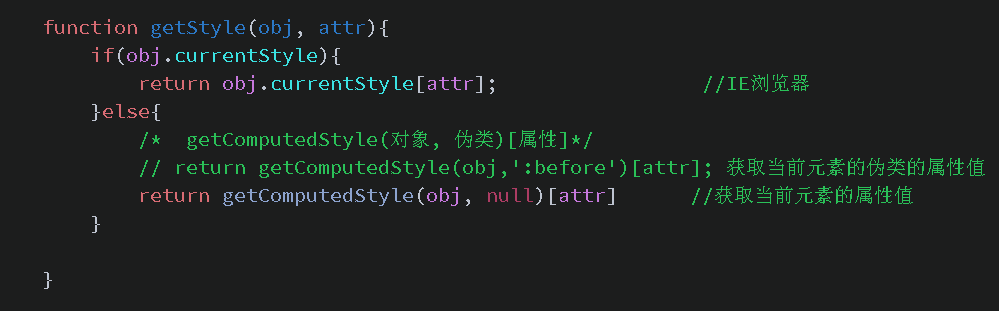 function getStyle(obj, attr){
    if(obj.currentStyle){
        return obj.currentStyle[attr];                 //IE浏览器
    }else{
        /*  getComputedStyle(对象, 伪类)[属性]*/
        // return getComputedStyle(obj,':before')[attr]; 获取当前元素的伪类的属性值
        return getComputedStyle(obj, null)[attr]      //获取当前元素的属性值
    }
}